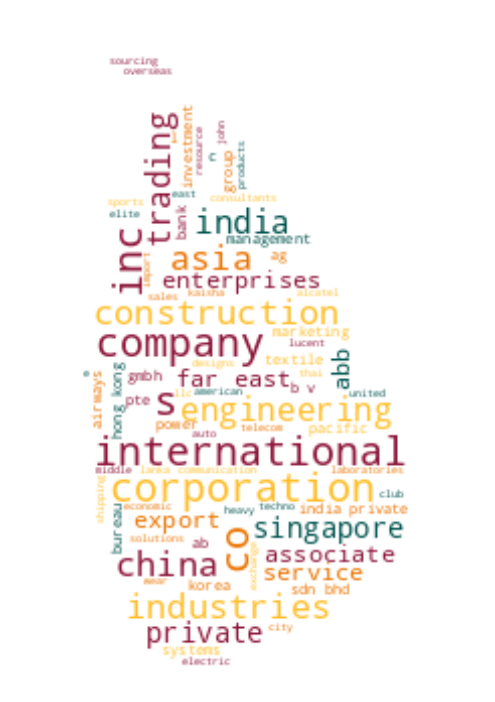 sourcing
overseas
trading
investment
resource
john
c
group
products
i
east
consultants
sports
elite
bank
india
management
inc
import
asia
ag
enterprises
sales
kaisha
alcatel
construction
marketing
company
lucent
abb
textile
designs
thai
hong kong
gmbh
far east
b v
airways
e
pte
s
llc
american
united
engineering
power
auto
telecom
pacific
international
middle
lanka
communication
laboratories
shipping
corporation
club
economic
heavy
techno
india private
bureau
export
singapore
solutions
ab
co
associate
china
exchange
service
wear
korea
sdn bhd
industries
private
city
systems
electric